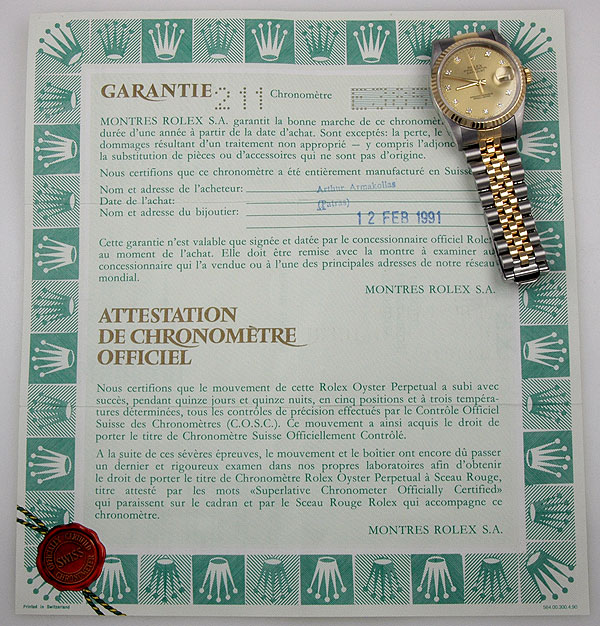 GARANTIE 211 Chronomètre
MONTRES ROLEX S.A. garantit la bonne marche de ce chronomèt
durée d'une année à partir de la date d'achat. Sont exceptés: la perte, le
dommages résultant d'un traitement non approprié — y compris l'adjonc
la substitution de pièces ou d'accessoires qui ne sont pas d'origine.
Nous certifions que ce chronomètre a été entièrement manufacturé en Suisse
Nom et adresse de l'acheteur: Arthur Armakollas
Date de l'achat: (Patras)
Nom et adresse du bijoutier: 12 FEB 1991
Cette garantie n'est valable que signée et datée par le concessionnaire officiel Rolex
au moment de l'achat. Elle doit être remise avec la montre à examiner au
concessionnaire qui l'a vendue ou à l'une des principales adresses de notre réseau
mondial.
MONTRES ROLEX S.A.
ATTESTATION
DE CHRONOMÈTRE
OFFICIEL
Nous certifions que le mouvement de cette Rolex Oyster Perpetual a subi avec
succès, pendant quinze jours et quinze nuits, en cinq positions et à trois tempéra-
tures déterminées, tous les contrôles de précision effectués par le Contrôle Officiel
Suisse des Chronomètres (C.O.S.C.). Ce mouvement a ainsi acquis le droit de
porter le titre de Chronomètre Suisse Officiellement Contrôlé.
A la suite de ces sévères épreuves, le mouvement et le boîtier ont encore dû passer
un dernier et rigoureux examen dans nos propres laboratoires afin d'obtenir
le droit de porter le titre de Chronomètre Rolex Oyster Perpetual à Sceau Rouge,
titre attesté par les mots «Superlative Chronometer Officially Certified»
qui paraissent sur le cadran et par le Sceau Rouge Rolex qui accompagne ce
chronomètre.
MONTRES ROLEX S.A.
SWISS
Printed in Switzerland
564.00.300.4.90